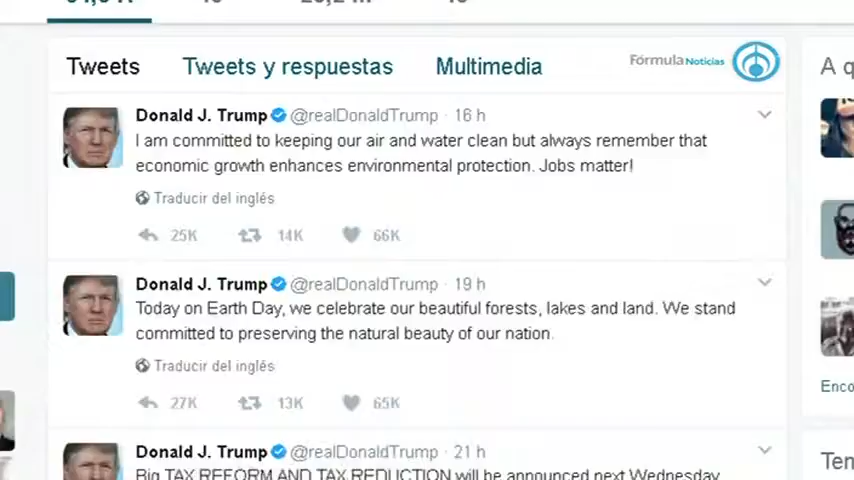 Tweets Tweets y respuestas Multimedia
Fórmula Noticias
Donald J. Trump @realDonaldTrump · 16 h
I am committed to keeping our air and water clean but always remember that
economic growth enhances environmental protection. Jobs matter!
Traducir del inglés
25K 14K 66K
Donald J. Trump @realDonaldTrump · 19 h
Today on Earth Day, we celebrate our beautiful forests, lakes and land. We stand
committed to preserving the natural beauty of our nation.
Traducir del inglés
27K 13K 65K
Donald J. Trump @realDonaldTrump · 21 h
Big TAX REFORM AND TAX REDUCTION will be announced next Wednesday.
A q
Enco
Ten